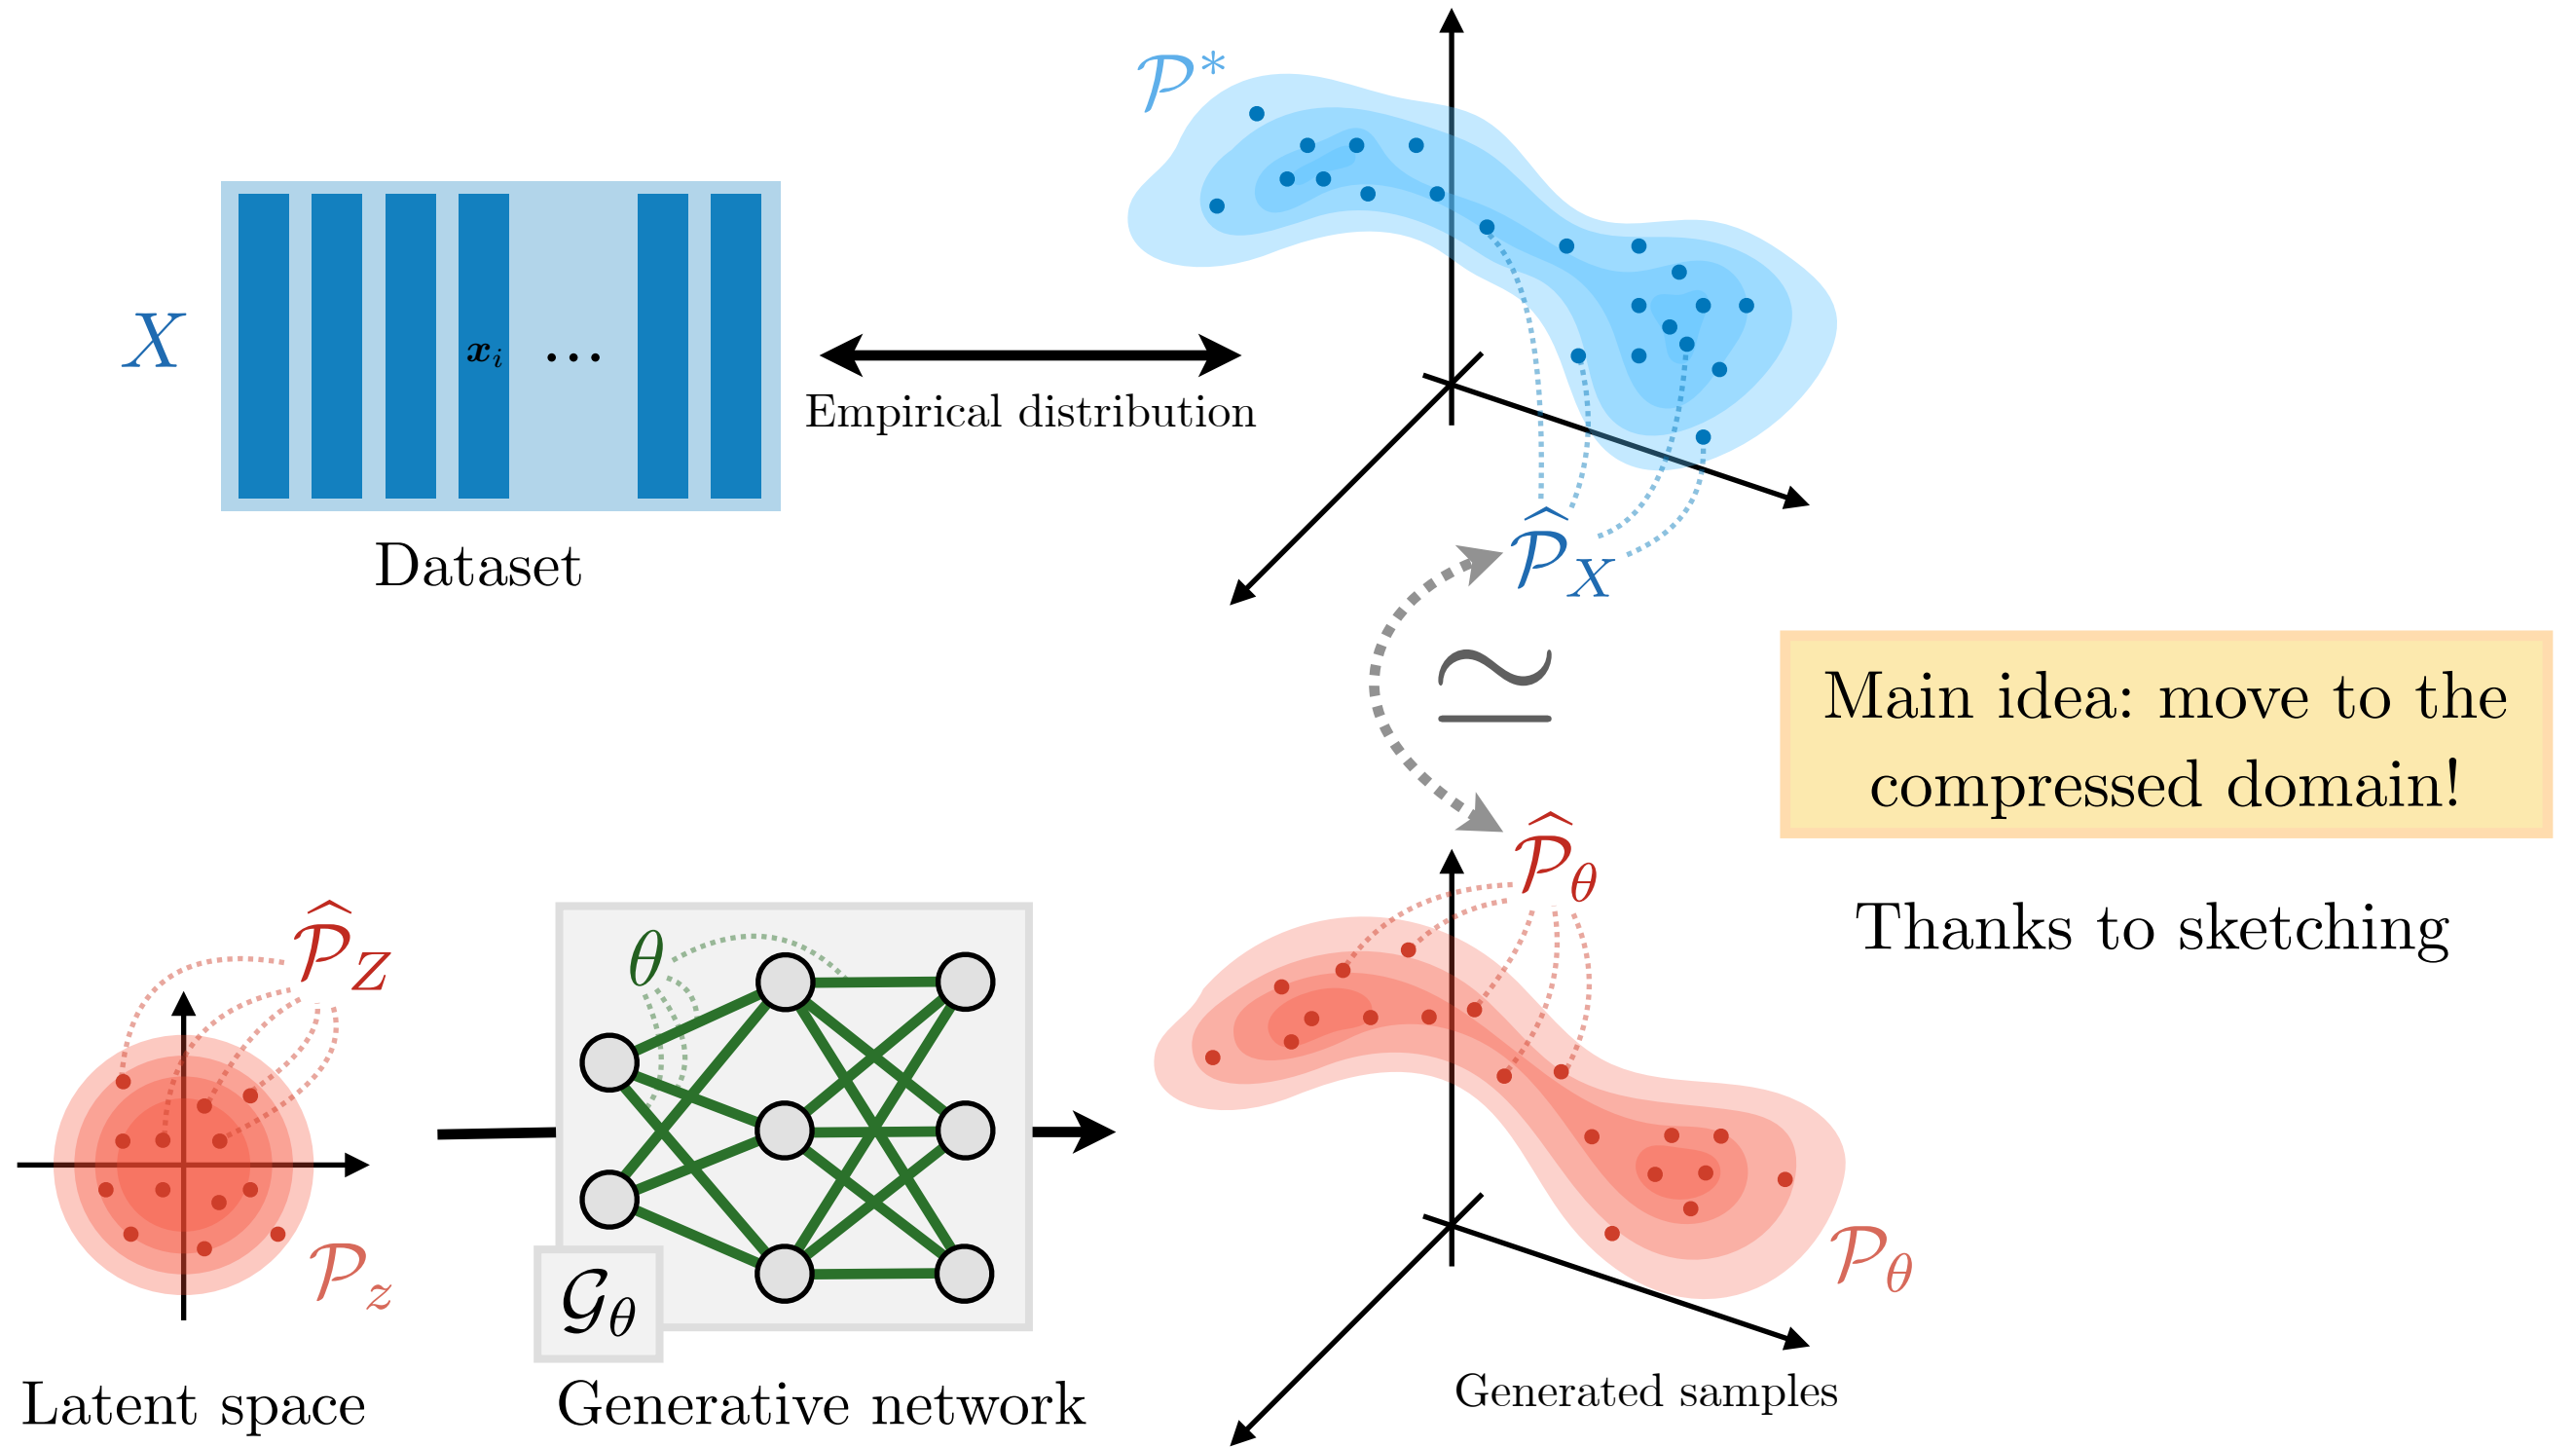 𝒫*
X
𝒙ᵢ ...
Empirical distribution
Dataset
𝒫̂_X
≃
Main idea: move to the
compressed domain!
𝒫̂_θ
Thanks to sketching
𝒫̂_Z
θ
𝒫_z
𝒢_θ
𝒫_θ
Latent space
Generative network
Generated samples